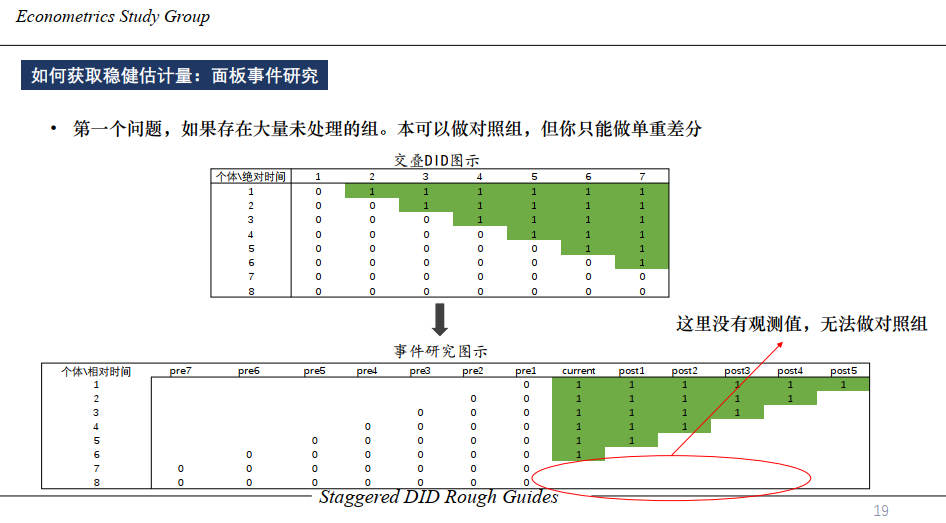 Econometrics Study Group
如何获取稳健估计量：面板事件研究
• 第一个问题，如果存在大量未处理的组。本可以做对照组，但你只能做单重差分
交叠DID图示
个体\绝对时间 1 2 3 4 5 6 7
1 0 1 1 1 1 1 1
2 0 0 1 1 1 1 1
3 0 0 0 1 1 1 1
4 0 0 0 0 1 1 1
5 0 0 0 0 0 1 1
6 0 0 0 0 0 0 1
7 0 0 0 0 0 0 0
8 0 0 0 0 0 0 0
这里没有观测值，无法做对照组
事件研究图示
个体\相对时间 pre7 pre6 pre5 pre4 pre3 pre2 pre1 current post1 post2 post3 post4 post5
1 0 1 1 1 1 1 1
2 0 0 1 1 1 1 1
3 0 0 0 1 1 1 1
4 0 0 0 0 1 1 1
5 0 0 0 0 0 1 1
6 0 0 0 0 0 0 1
7 0 0 0 0 0 0 0
8 0 0 0 0 0 0 0
Staggered DID Rough Guides
19